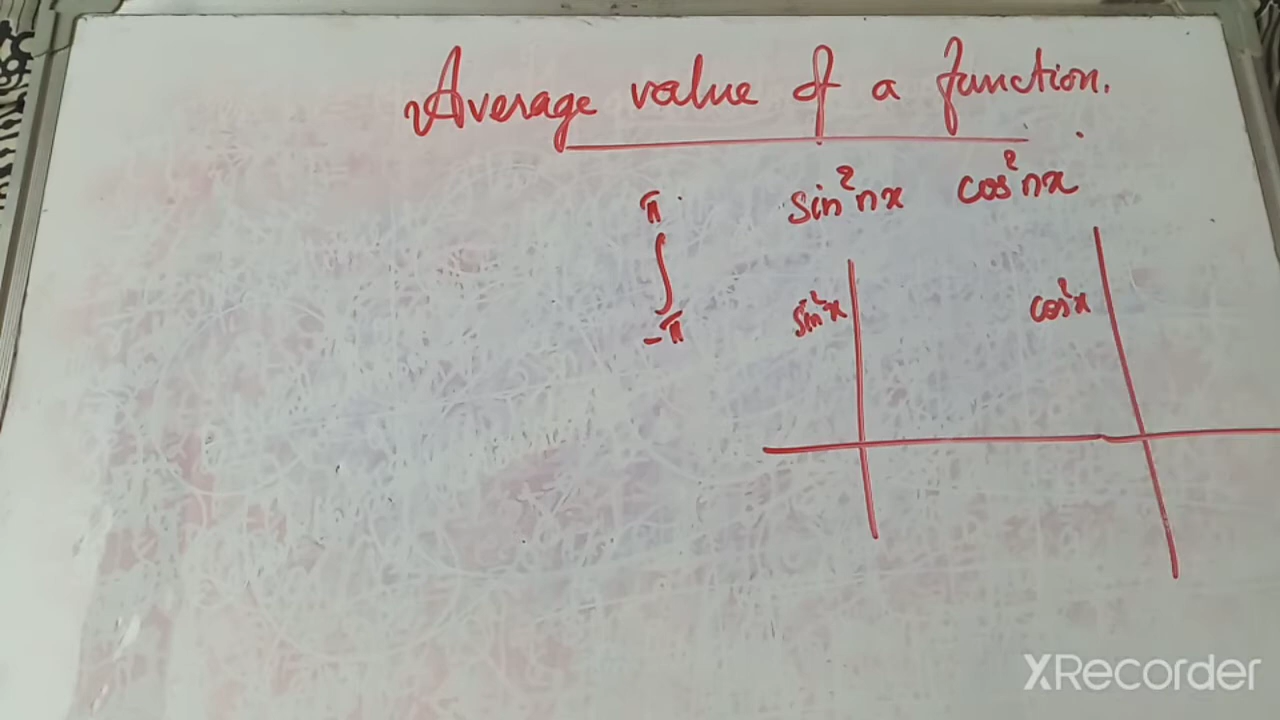 Average value of a function.
π sin²nx cos²nx
∫
-π sin²x cos²x
XRecorder